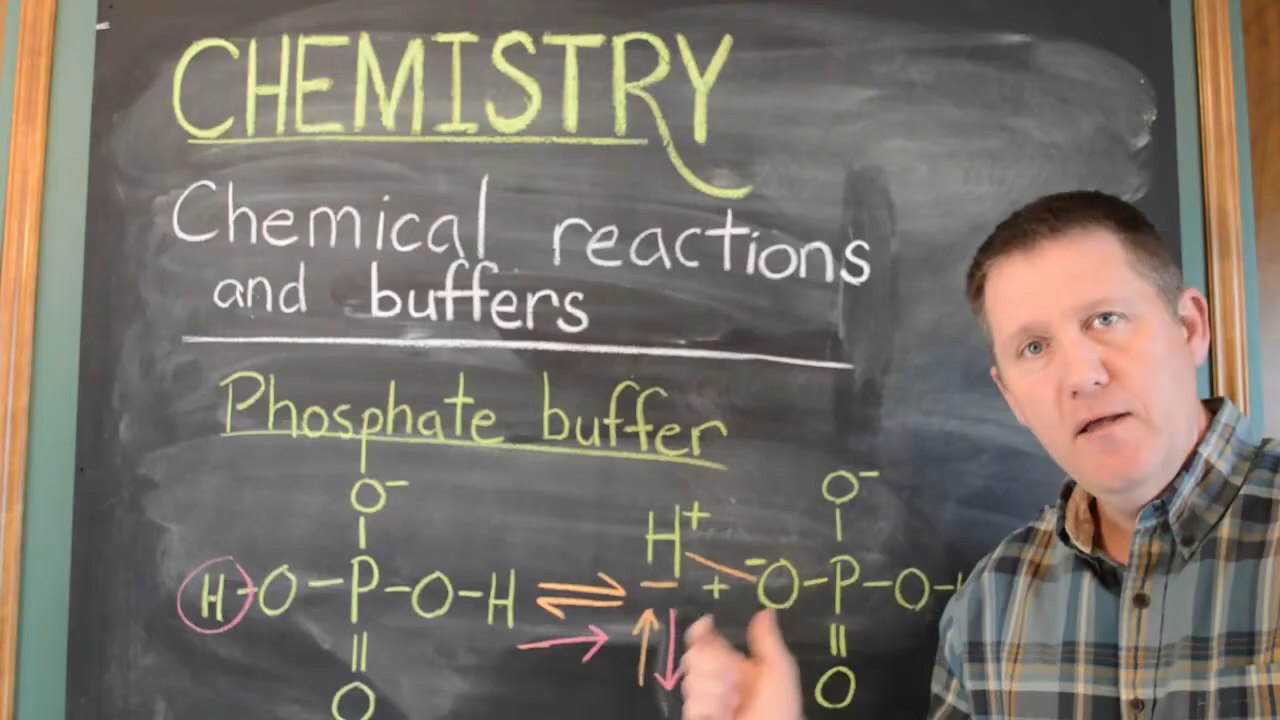 CHEMISTRY
Chemical reactions
and buffers
Phosphate buffer
O⁻ H⁺ O⁻
H-O-P-O-H ⇌ + ⁻O-P-O-
O O